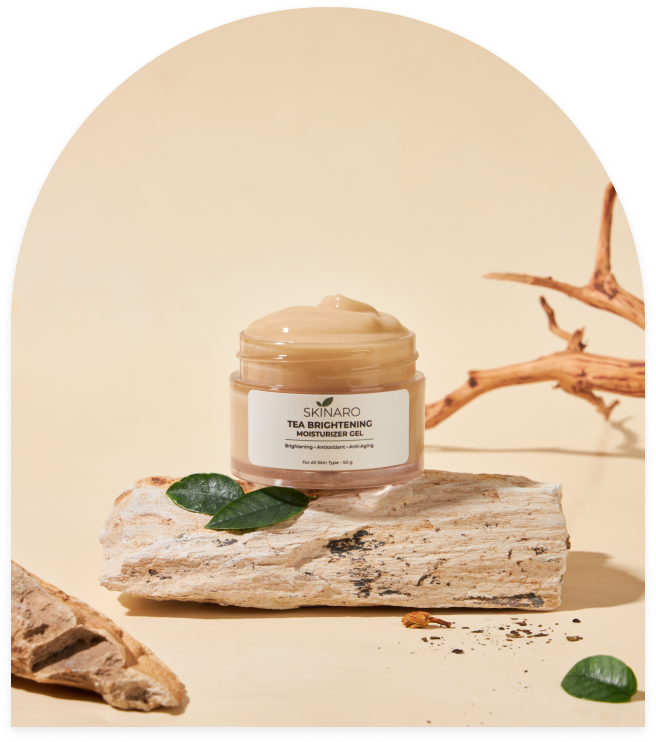 SKINARO
TEA BRIGHTENING
MOISTURIZER GEL
Brightening • Antioxidant • Anti-Aging
For All Skin Type - 50 g